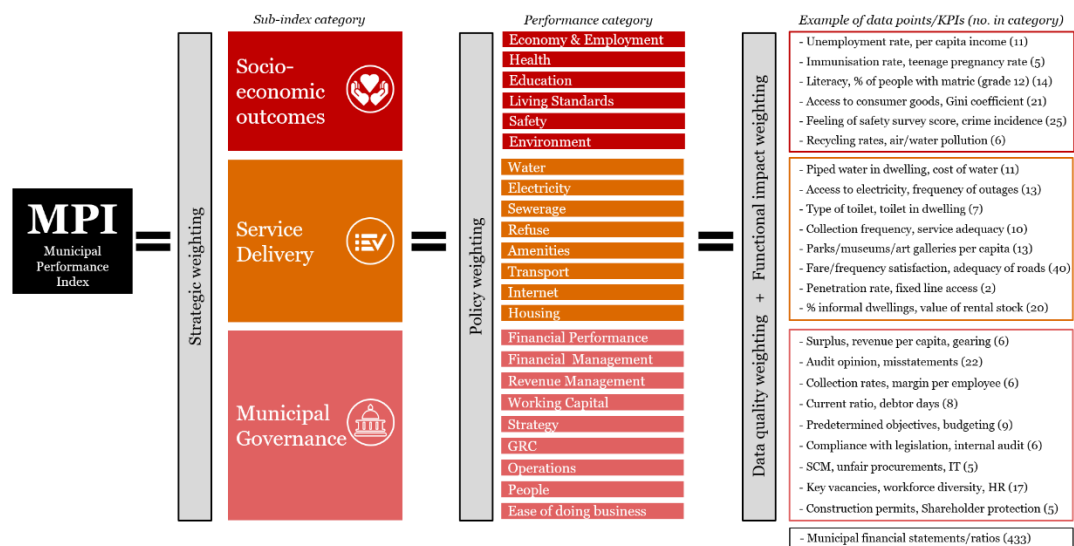 Sub-index category
Performance category
Example of data points/KPIs (no. in category)
MPI
Municipal
Performance
Index
Strategic weighting
Socio-
economic
outcomes
Service
Delivery
Municipal
Governance
Policy weighting
Economy & Employment
Health
Education
Living Standards
Safety
Environment
Water
Electricity
Sewerage
Refuse
Amenities
Transport
Internet
Housing
Financial Performance
Financial Management
Revenue Management
Working Capital
Strategy
GRC
Operations
People
Ease of doing business
Data quality weighting + Functional impact weighting
- Unemployment rate, per capita income (11)
- Immunisation rate, teenage pregnancy rate (5)
- Literacy, % of people with matric (grade 12) (14)
- Access to consumer goods, Gini coefficient (21)
- Feeling of safety survey score, crime incidence (25)
- Recycling rates, air/water pollution (6)
- Piped water in dwelling, cost of water (11)
- Access to electricity, frequency of outages (13)
- Type of toilet, toilet in dwelling (7)
- Collection frequency, service adequacy (10)
- Parks/museums/art galleries per capita (13)
- Fare/frequency satisfaction, adequacy of roads (40)
- Penetration rate, fixed line access (2)
- % informal dwellings, value of rental stock (20)
- Surplus, revenue per capita, gearing (6)
- Audit opinion, misstatements (22)
- Collection rates, margin per employee (6)
- Current ratio, debtor days (8)
- Predetermined objectives, budgeting (9)
- Compliance with legislation, internal audit (6)
- SCM, unfair procurements, IT (5)
- Key vacancies, workforce diversity, HR (17)
- Construction permits, Shareholder protection (5)
- Municipal financial statements/ratios (433)